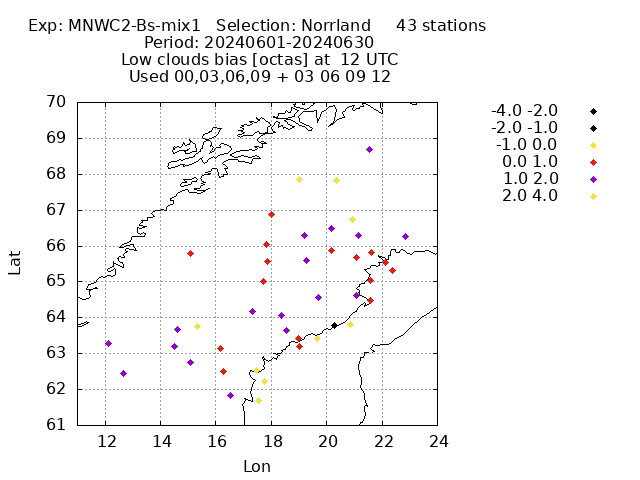 Exp: MNWC2-Bs-mix1   Selection: Norrland     43 stations
Period: 20240601-20240630
Low clouds bias [octas] at  12 UTC
Used 00,03,06,09 + 03 06 09 12
70
69
68
67
66
65
64
63
62
61
12 14 16 18 20 22 24
Lat
Lon
-4.0 -2.0
-2.0 -1.0
-1.0 0.0
0.0 1.0
1.0 2.0
2.0 4.0